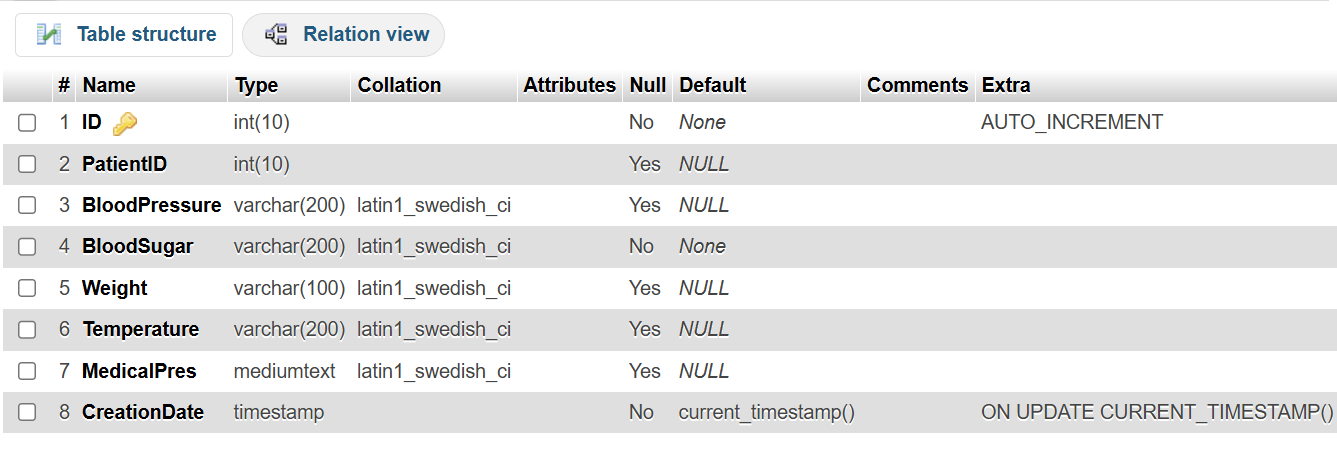 Table structure Relation view
# Name Type Collation Attributes Null Default Comments Extra
1 ID int(10) No None AUTO_INCREMENT
2 PatientID int(10) Yes NULL
3 BloodPressure varchar(200) latin1_swedish_ci Yes NULL
4 BloodSugar varchar(200) latin1_swedish_ci No None
5 Weight varchar(100) latin1_swedish_ci Yes NULL
6 Temperature varchar(200) latin1_swedish_ci Yes NULL
7 MedicalPres mediumtext latin1_swedish_ci Yes NULL
8 CreationDate timestamp No current_timestamp() ON UPDATE CURRENT_TIMESTAMP()